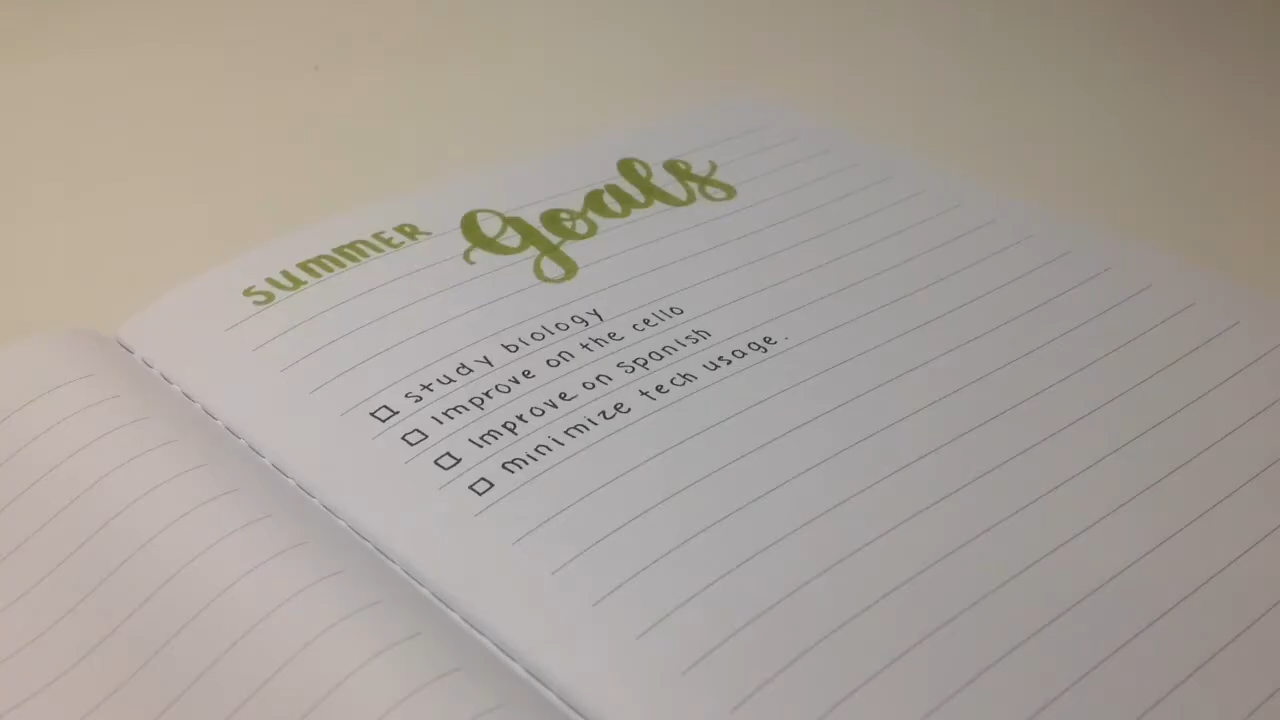 SUMMER Goals
study biology
Improve on the cello
Improve on Spanish
minimize tech usage.